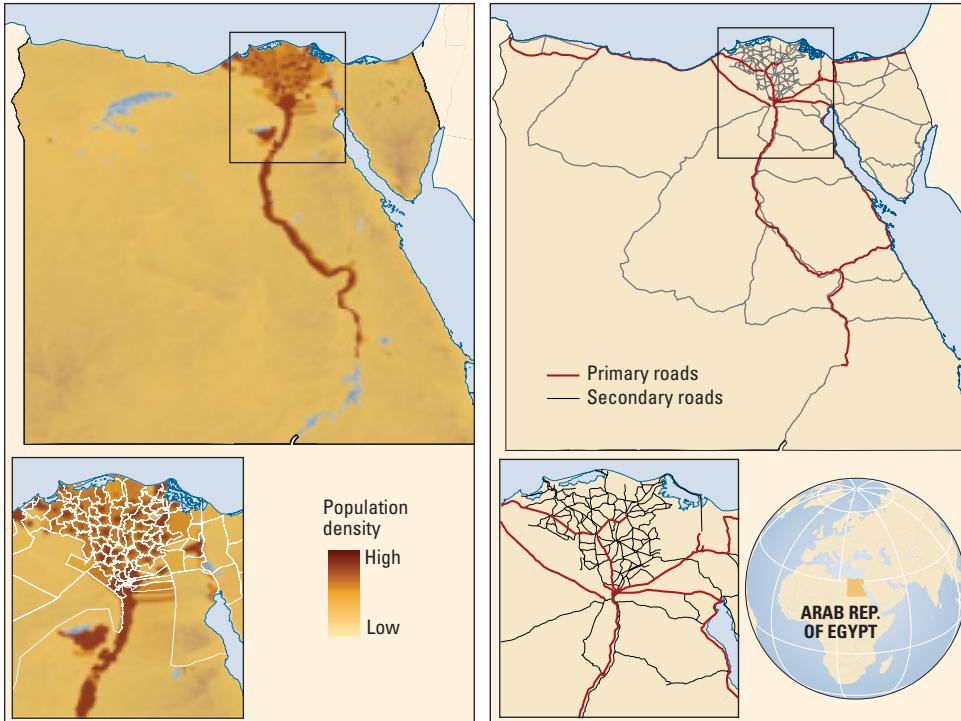 Primary roads
Secondary roads
Population
density
High
Low
ARAB REP.
OF EGYPT